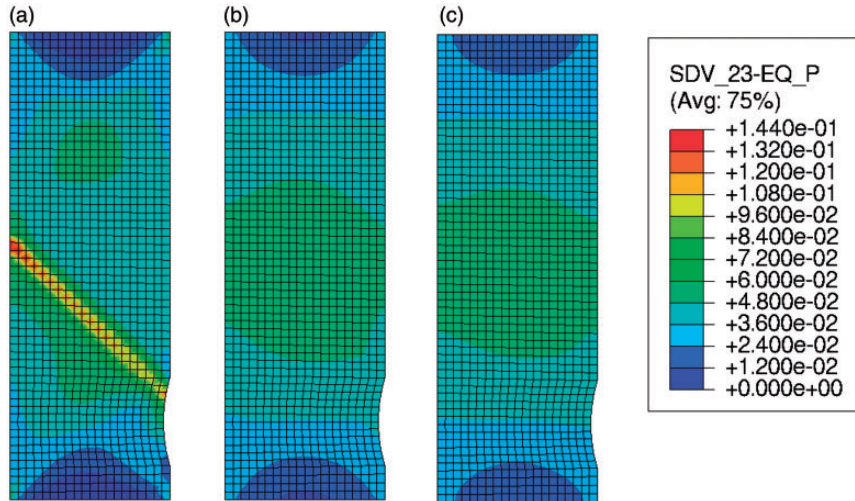 (a)
(b)
(c)
SDV_23-EQ_P
(Avg: 75%)
+1.440e-01
+1.320e-01
+1.200e-01
+1.080e-01
+9.600e-02
+8.400e-02
+7.200e-02
+6.000e-02
+4.800e-02
+3.600e-02
+2.400e-02
+1.200e-02
+0.000e+00